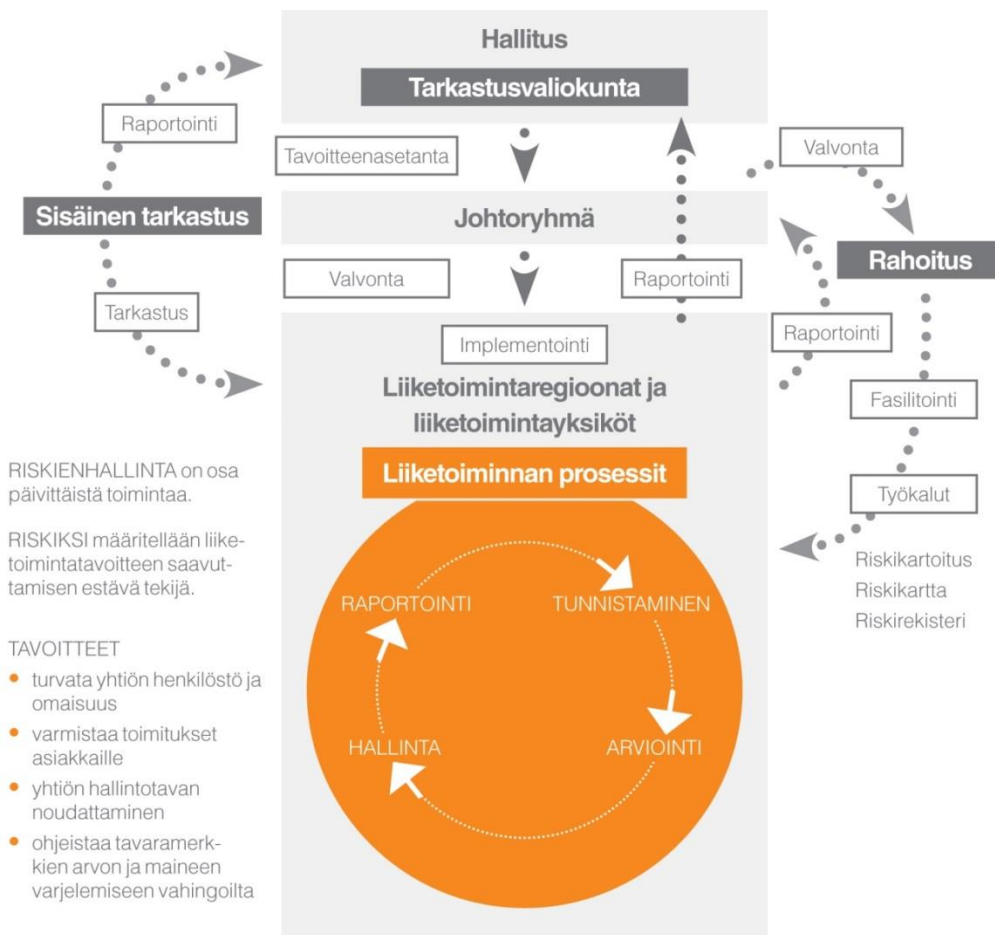 Hallitus
Tarkastusvaliokunta
Raportointi
Tavoitteenasetanta
Valvonta
Sisäinen tarkastus
Johtoryhmä
Rahoitus
Valvonta
Raportointi
Tarkastus
Implementointi
Raportointi
Liiketoimintaregioonat ja
liiketoimintayksiköt
Fasilitointi
Liiketoiminnan prosessit
Työkalut
Riskikartoitus
Riskikartta
Riskirekisteri
RISKIENHALLINTA on osa
päivittäistä toimintaa.
RISKIKSI määritellään liike-
toimintatavoitteen saavut-
tamisen estävä tekijä.
TAVOITTEET
• turvata yhtiön henkilöstö ja
omaisuus
• varmistaa toimitukset
asiakkaille
• yhtiön hallintotavan
noudattaminen
• ohjeistaa tavaramerk-
kien arvon ja maineen
varjelemiseen vahingoilta
RAPORTOINTI
TUNNISTAMINEN
HALLINTA
ARVIOINTI